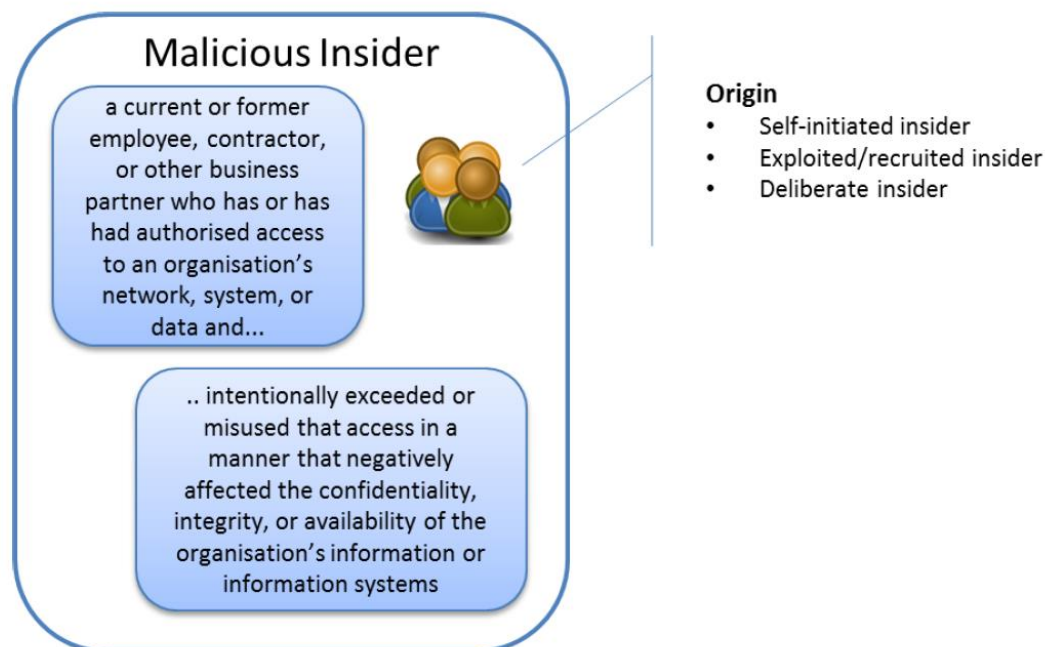 Malicious Insider
a current or former
employee, contractor,
or other business
partner who has or has
had authorised access
to an organisation’s
network, system, or
data and...
.. intentionally exceeded or
misused that access in a
manner that negatively
affected the confidentiality,
integrity, or availability of the
organisation’s information or
information systems
Origin
• Self-initiated insider
• Exploited/recruited insider
• Deliberate insider